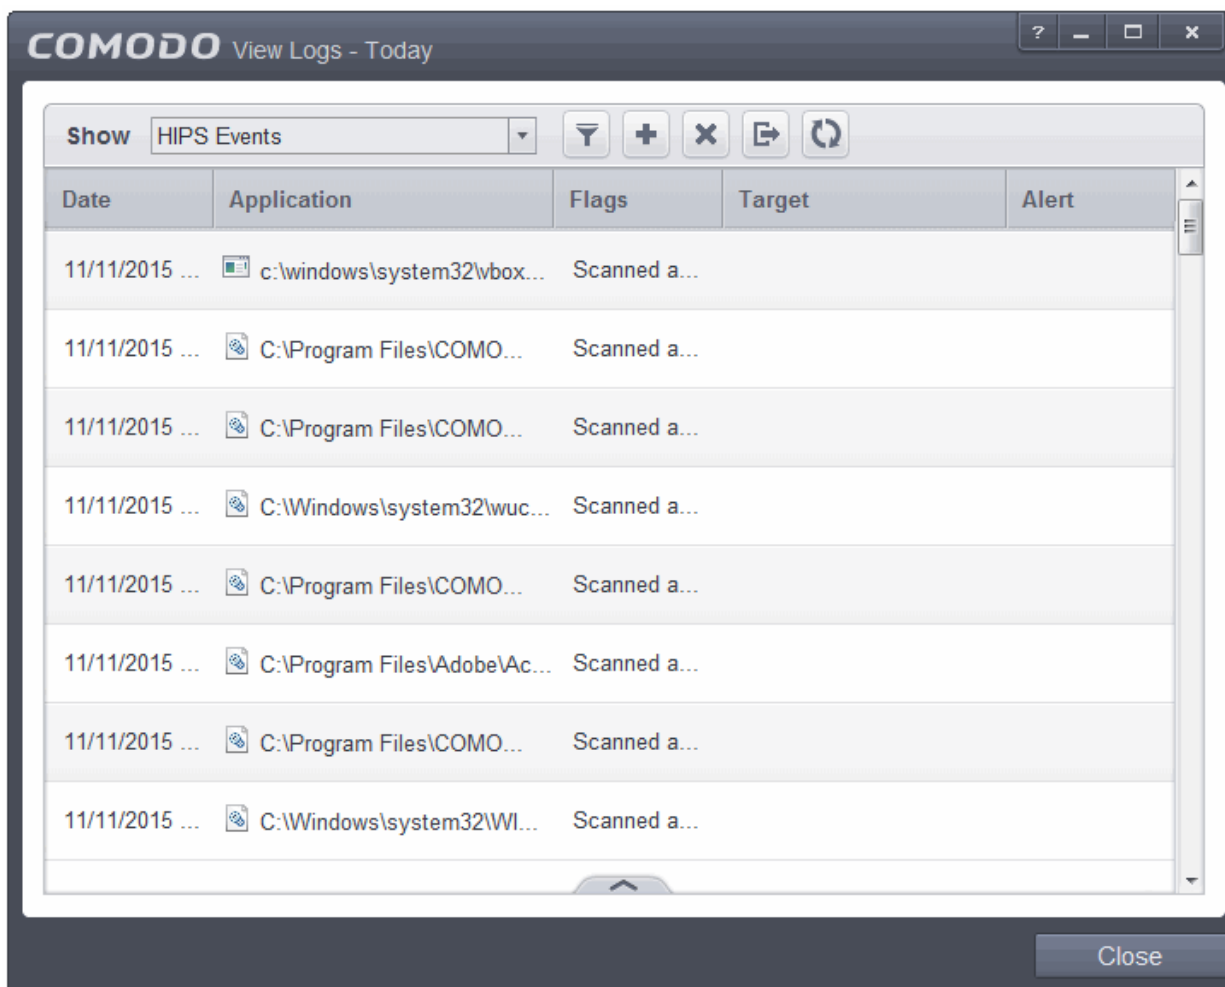 COMODO View Logs - Today
?
Show HIPS Events
Date Application Flags Target Alert
11/11/2015 ... c:\windows\system32\vbox... Scanned a...
11/11/2015 ... C:\Program Files\COMO... Scanned a...
11/11/2015 ... C:\Program Files\COMO... Scanned a...
11/11/2015 ... C:\Windows\system32\wuc... Scanned a...
11/11/2015 ... C:\Program Files\COMO... Scanned a...
11/11/2015 ... C:\Program Files\Adobe\Ac... Scanned a...
11/11/2015 ... C:\Program Files\COMO... Scanned a...
11/11/2015 ... C:\Windows\system32\WI... Scanned a...
Close